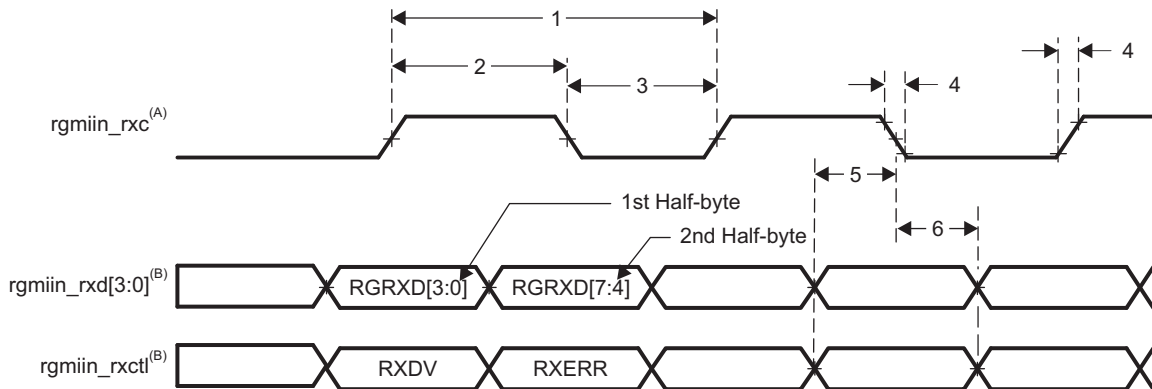 1
2
3
4
4
rgmiin_rxc(A)
5
1st Half-byte
6
2nd Half-byte
rgmiin_rxd[3:0](B)
RGRXD[3:0]
RGRXD[7:4]
rgmiin_rxctl(B)
RXDV
RXERR